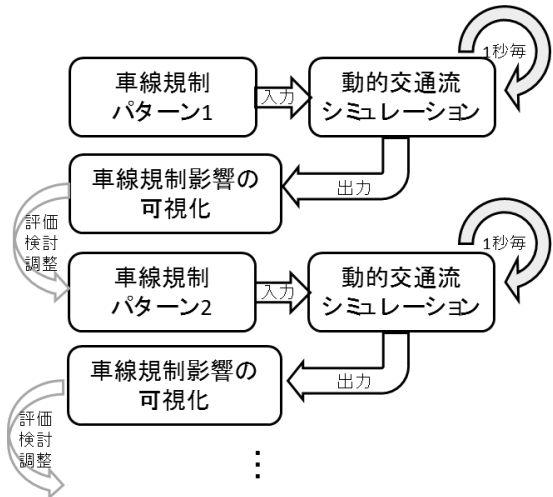 1秒毎
車線規制
パターン1
入力
動的交通流
シミュレーション
車線規制影響の
可視化
出力
評価
検討
調整
1秒毎
車線規制
パターン2
入力
動的交通流
シミュレーション
車線規制影響の
可視化
出力
評価
検討
調整
⋮